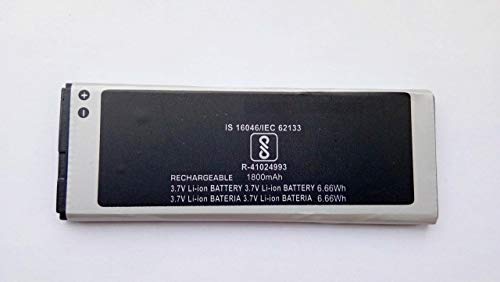 IS 16046/IEC 62133
R-41024993
RECHARGEABLE 1800mAh
3.7V Li-ion BATTERY 3.7V Li-ion BATTERY 6.66Wh
3.7V Li-ion BATERIA 3.7V Li-ion BATERIA 6.66Wh